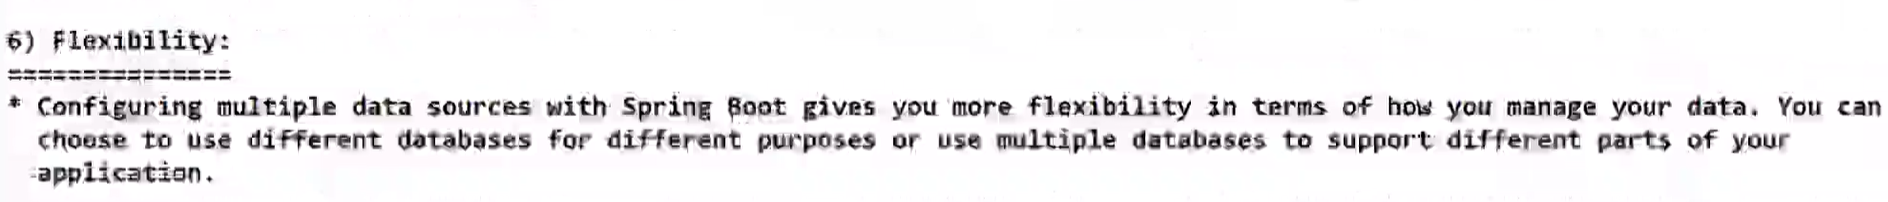 6) Flexibility:
===============
* Configuring multiple data sources with Spring Boot gives you more flexibility in terms of how you manage your data. You can
choose to use different databases for different purposes or use multiple databases to support different parts of your
application.